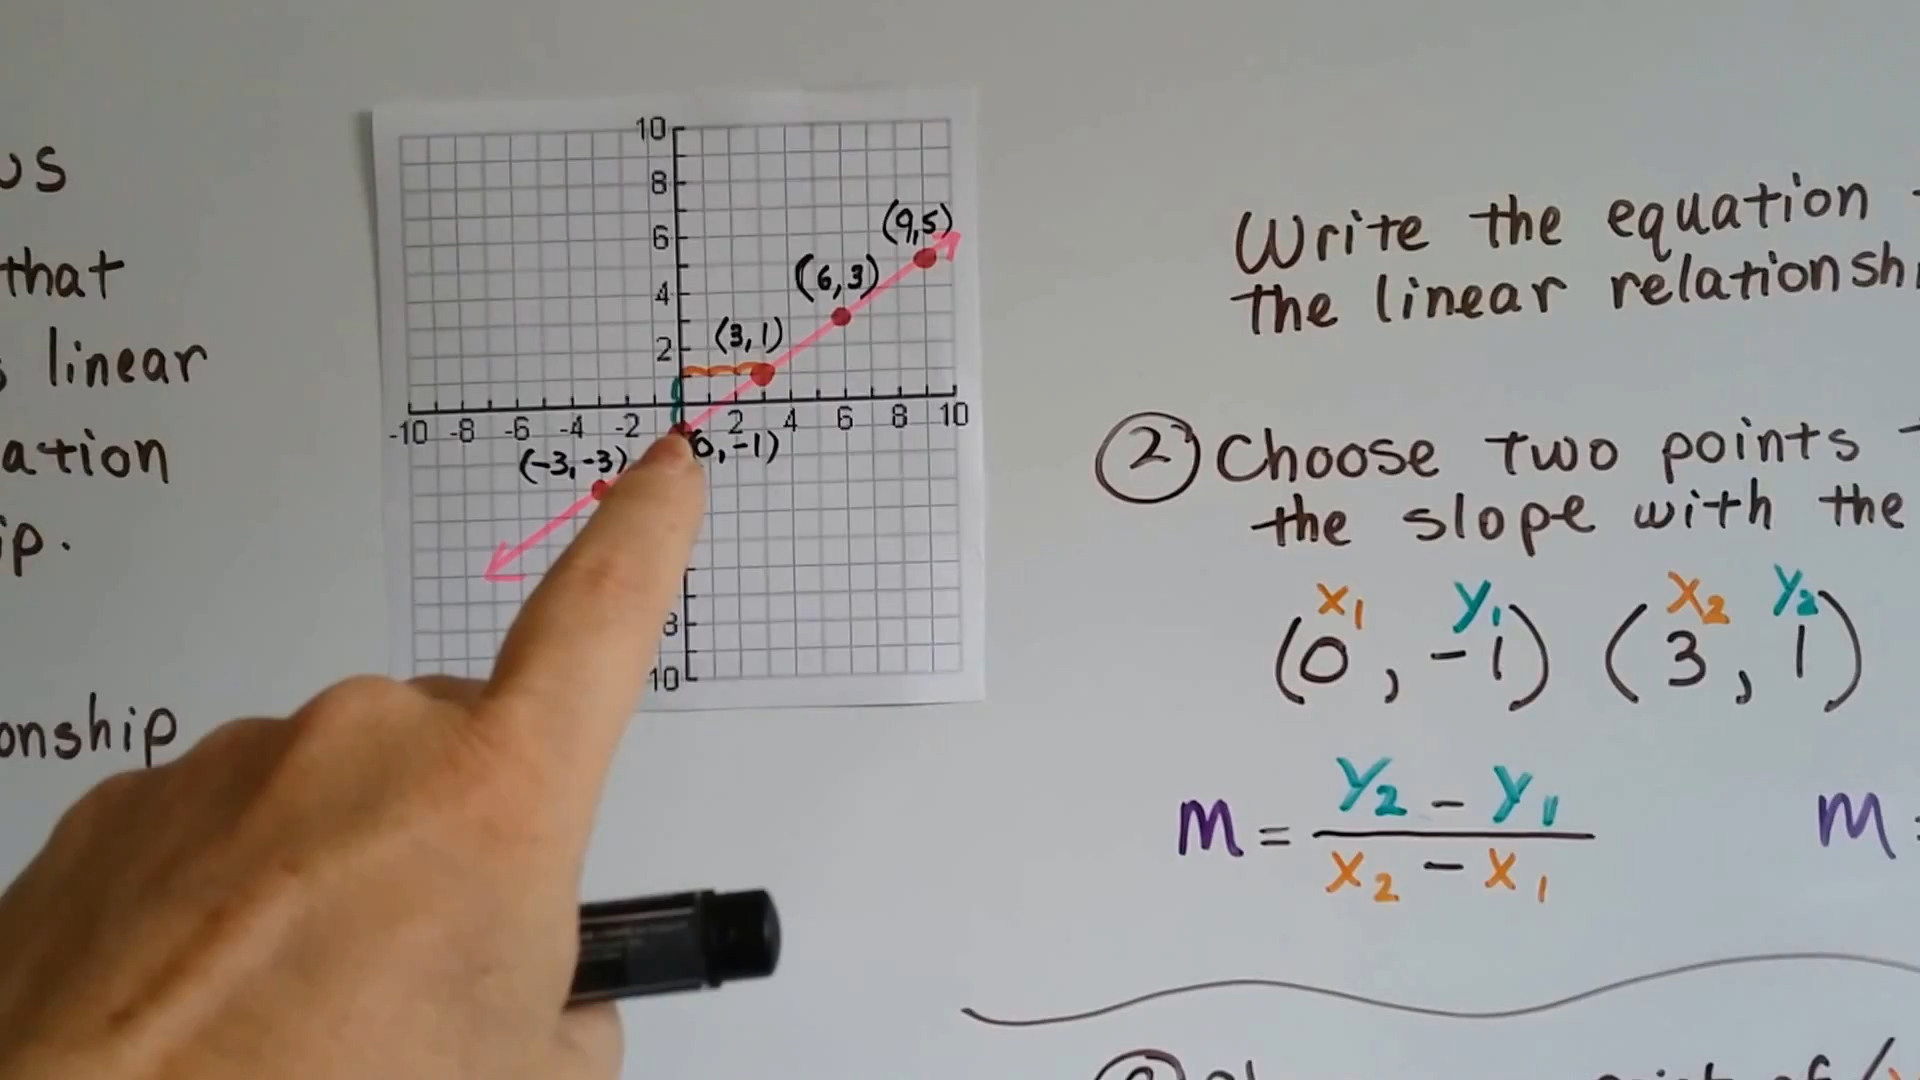 us
that
linear
ation
ip.
onship
10
8
6
4
2
-10 -8 -6 -4 -2 2 4 6 8 10
8
10
(9,5)
(6,3)
(3,1)
(0,-1)
(-3,-3)
Write the equation
the linear relationsh
② Choose two points
the slope with the
x₁ y₁ x₂ y₂
(0, -1) (3, 1)
m = y₂ - y₁
x₂ - x₁
m =